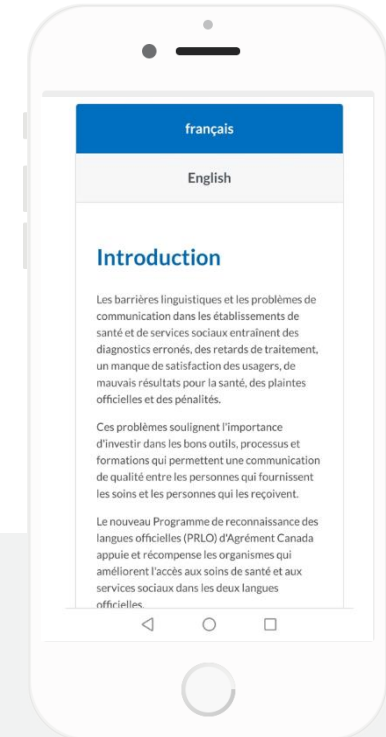 français
English
Introduction
Les barrières linguistiques et les problèmes de
communication dans les établissements de
santé et de services sociaux entraînent des
diagnostics erronés, des retards de traitement,
un manque de satisfaction des usagers, de
mauvais résultats pour la santé, des plaintes
officielles et des pénalités.
Ces problèmes soulignent l'importance
d'investir dans les bons outils, processus et
formations qui permettent une communication
de qualité entre les personnes qui fournissent
les soins et les personnes qui les reçoivent.
Le nouveau Programme de reconnaissance des
langues officielles (PRLO) d'Agrément Canada
appuie et récompense les organismes qui
améliorent l'accès aux soins de santé et aux
services sociaux dans les deux langues
officielles.